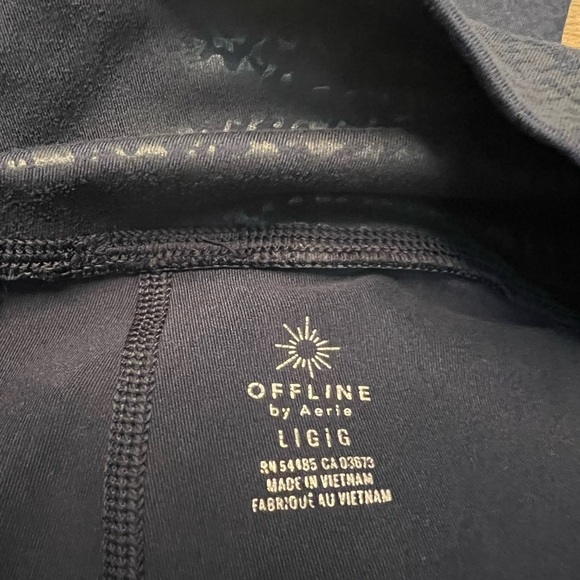 OFFLINE
by Aerie
L|G|G
RN 54485 CA 03673
MADE IN VIETNAM
FABRIQUÉ AU VIETNAM